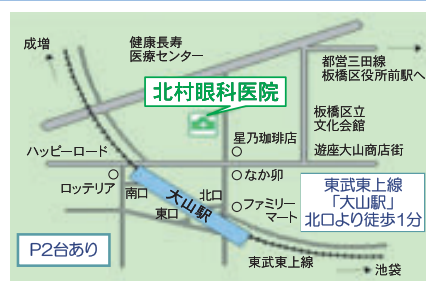 成増
健康長寿
医療センター
都営三田線
板橋区役所前駅へ
北村眼科医院
板橋区立
文化会館
星乃珈琲店
ハッピーロード
遊座大山商店街
ロッテリア
なか卯
南口
大山駅
北口
東口
ファミリー
マート
東武東上線
「大山駅」
北口より徒歩1分
P2台あり
東武東上線
池袋